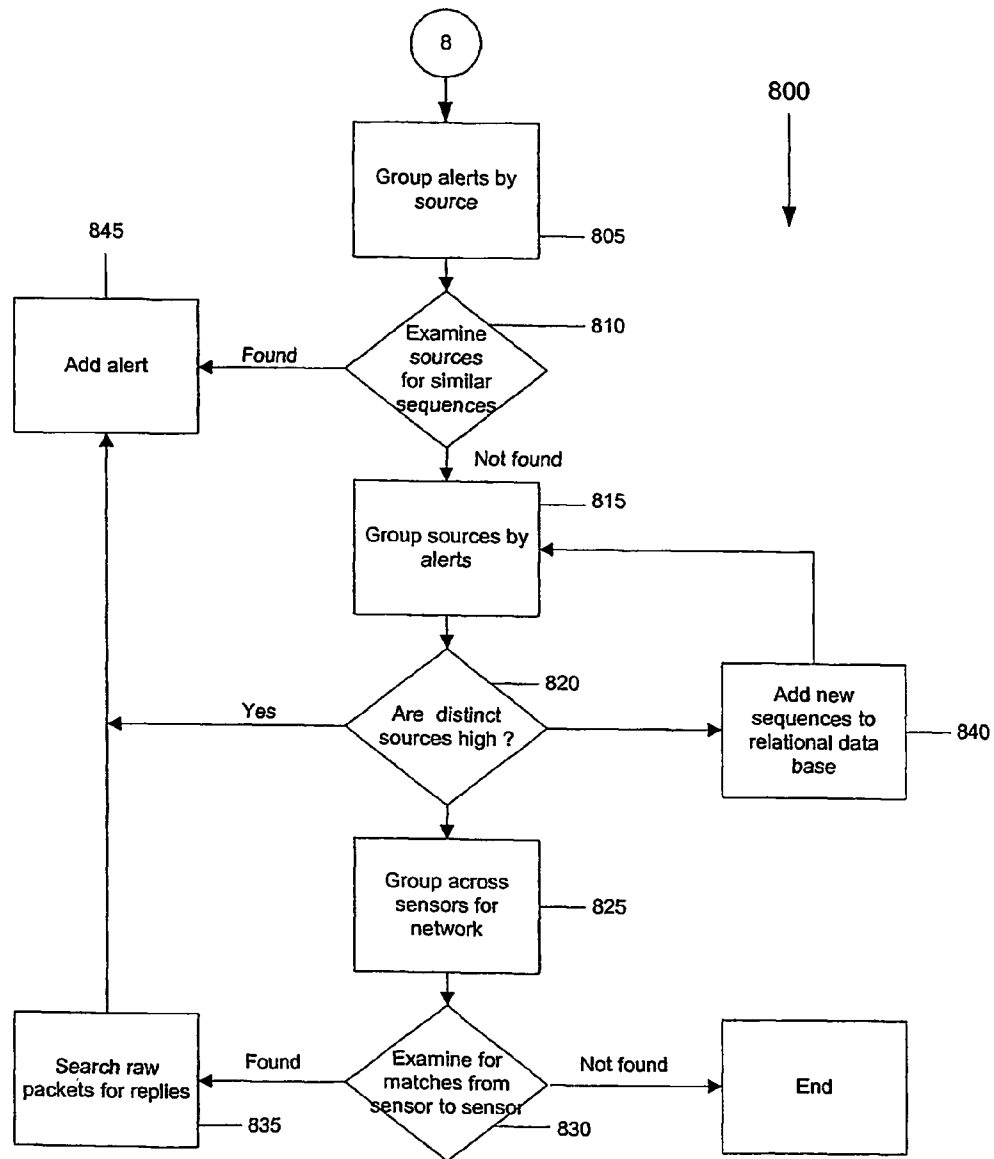 8
800
Group alerts by
source
805
845
810
Examine
sources
for similar
sequences
Found
Add alert
Not found
815
Group sources by
alerts
820
Yes
Are distinct
sources high ?
Add new
sequences to
relational data
base
840
Group across
sensors for
network
825
Search raw
packets for replies
835
Found
Examine for
matches from
sensor to sensor
830
Not found
End